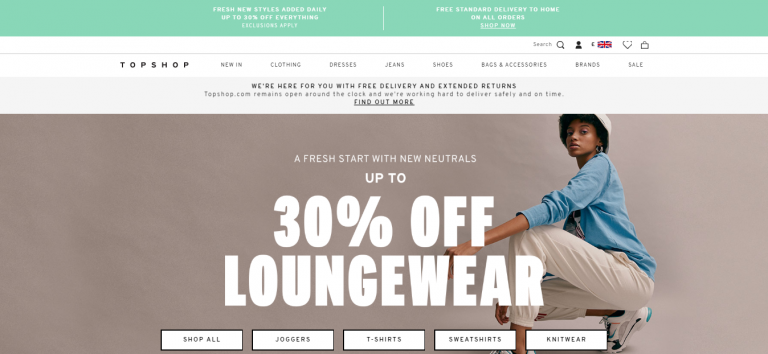 FRESH NEW STYLES ADDED DAILY
UP TO 30% OFF EVERYTHING
EXCLUSIONS APPLY
FREE STANDARD DELIVERY TO HOME
ON ALL ORDERS
SHOP NOW
Search
£
TOPSHOP
NEW IN
CLOTHING
DRESSES
JEANS
SHOES
BAGS & ACCESSORIES
BRANDS
SALE
WE'RE HERE FOR YOU WITH FREE DELIVERY AND EXTENDED RETURNS
Topshop.com remains open around the clock and we're working hard to deliver safely and on time.
FIND OUT MORE
A FRESH START WITH NEW NEUTRALS
UP TO
30% OFF
LOUNGEWEAR
SHOP ALL
JOGGERS
T-SHIRTS
SWEATSHIRTS
KNITWEAR